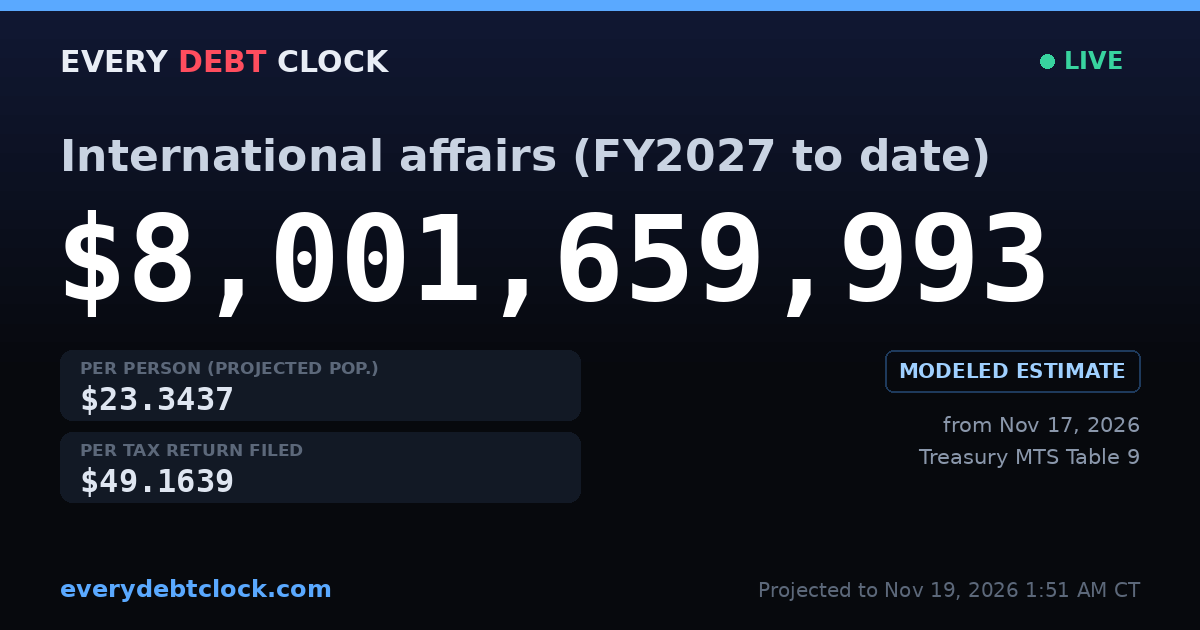 EVERY DEBT CLOCK
LIVE
International affairs (FY2027 to date)
$8,001,659,993
PER PERSON (PROJECTED POP.)
$23.3437
PER TAX RETURN FILED
$49.1639
MODELED ESTIMATE
from Nov 17, 2026
Treasury MTS Table 9
everydebtclock.com
Projected to Nov 19, 2026 1:51 AM CT